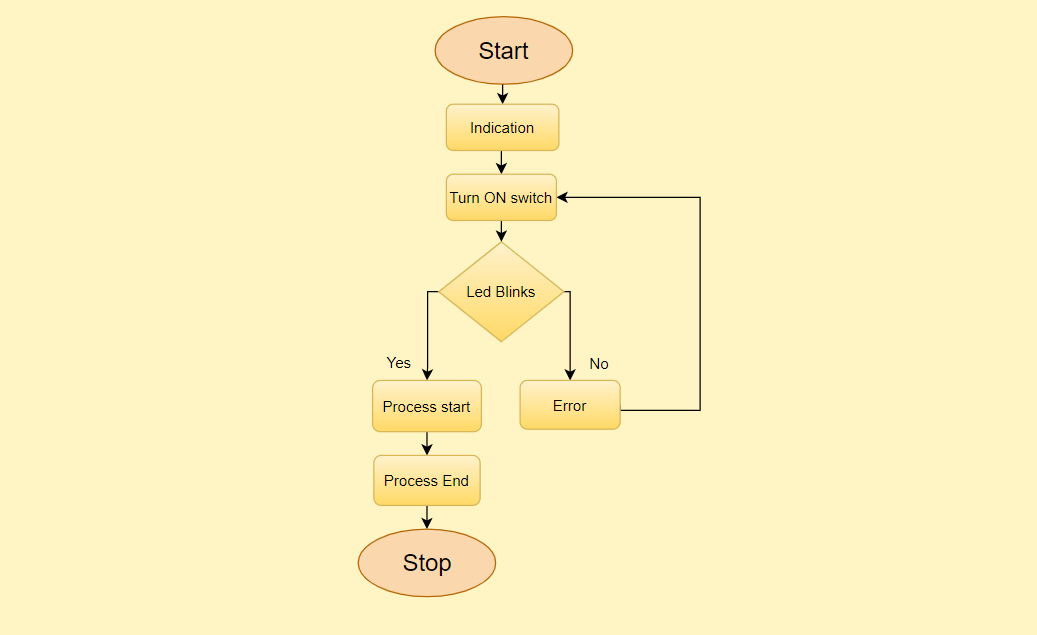 Start
Indication
Turn ON switch
Led Blinks
Yes
No
Process start
Error
Process End
Stop